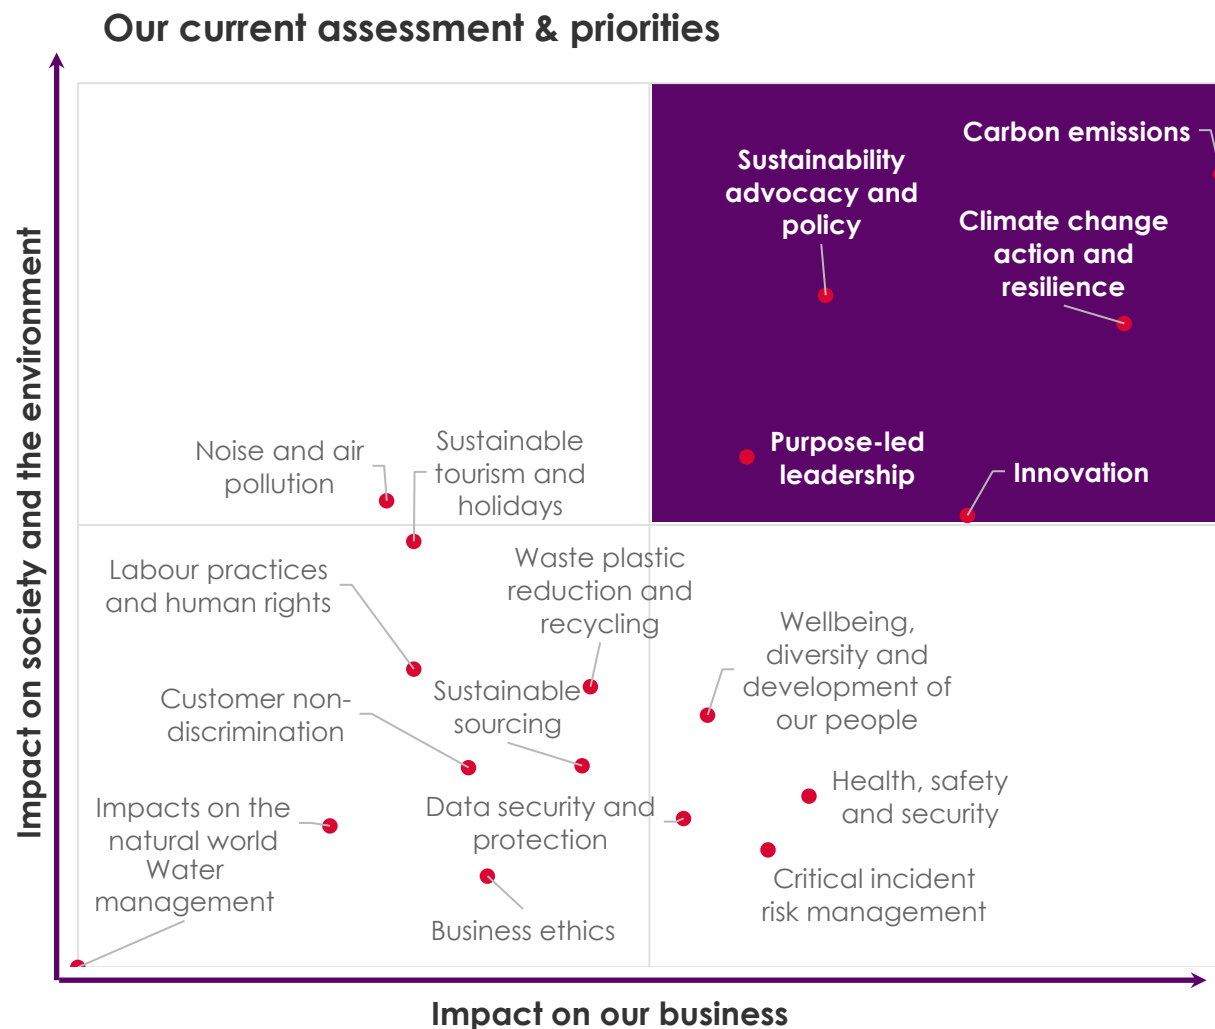 Our current assessment & priorities
Impact on society and the environment
Carbon emissions
Sustainability
advocacy and
policy
Climate change
action and
resilience
Purpose-led
leadership
Innovation
Noise and air
pollution
Sustainable
tourism and
holidays
Labour practices
and human rights
Waste plastic
reduction and
recycling
Customer non-
discrimination
Sustainable
sourcing
Wellbeing,
diversity and
development of
our people
Impacts on the
natural world
Data security and
protection
Health, safety
and security
Water
management
Business ethics
Critical incident
risk management
Impact on our business